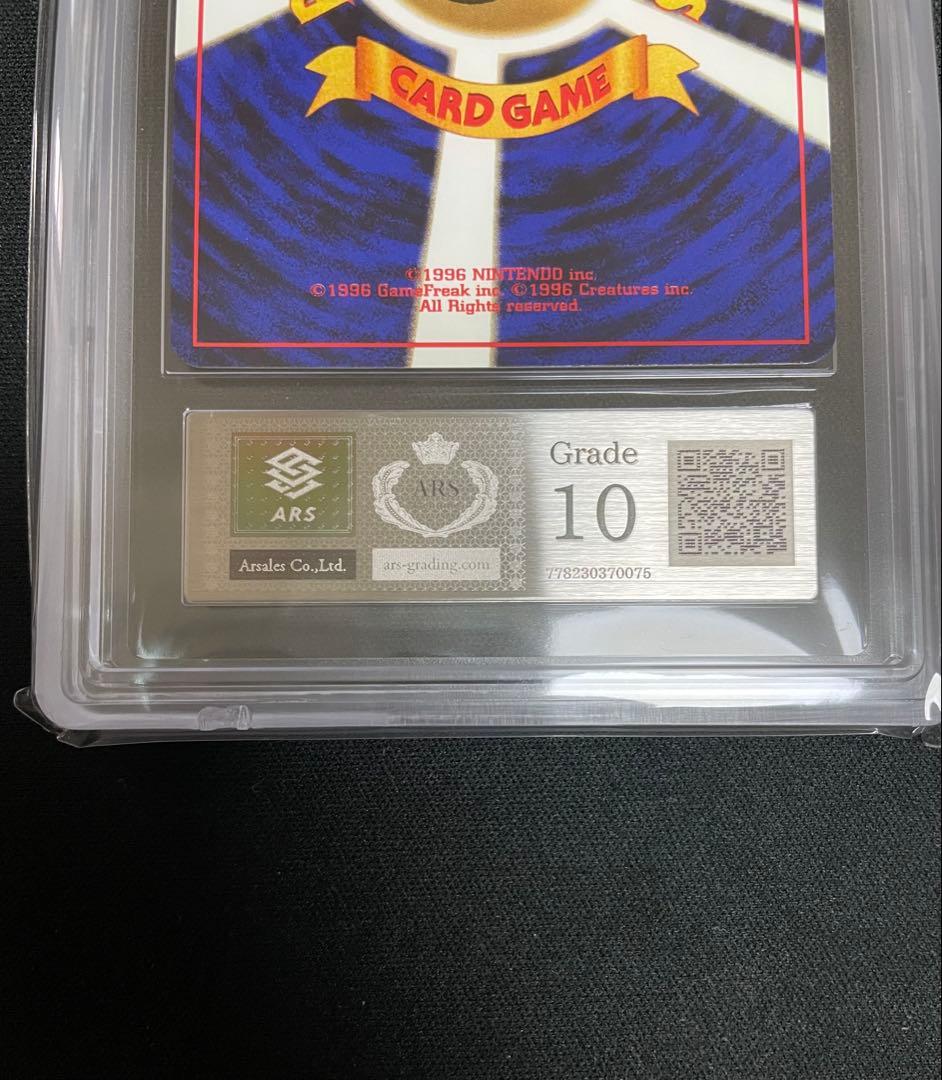 CARD GAME
©1996 NINTENDO inc.
©1996 GameFreak inc. ©1996 Creatures inc.
All Rights reserved.
ARS
Arsales Co.,Ltd.
ARS
ars-grading.com
Grade
10
778230370075